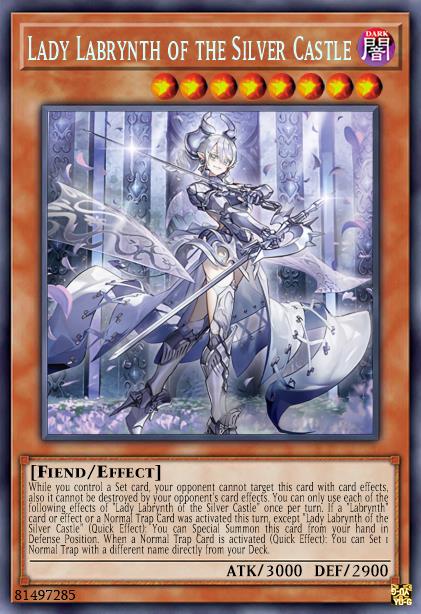 LADY LABRYNTH OF THE SILVER CASTLE
DARK
闇
[FIEND/EFFECT]
While you control a Set card, your opponent cannot target this card with card effects,
also it cannot be destroyed by your opponent's card effects. You can only use each of the
following effects of "Lady Labrynth of the Silver Castle" once per turn. If a "Labrynth"
card or effect or a Normal Trap Card was activated this turn, except "Lady Labrynth of the
Silver Castle" (Quick Effect): You can Special Summon this card from your hand in
Defense Position. When a Normal Trap Card is activated (Quick Effect): You can Set 1
Normal Trap with a different name directly from your Deck.
ATK/3000 DEF/2900
81497285